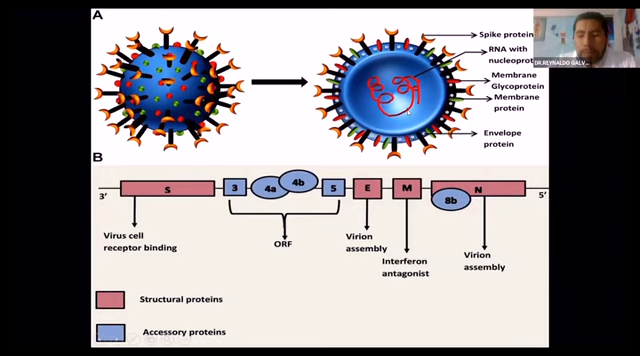 A
Spike protein
RNA with
nucleoprot
Membrane
Glycoprotein
Membrane
protein
Envelope
protein
DR.REYNALDO GALV...
B
S
3
4a
4b
5
E
M
N
8b
3'
5'
Virus cell
receptor binding
ORF
Virion
assembly
Interferon
antagonist
Virion
assembly
Structural proteins
Accessory proteins